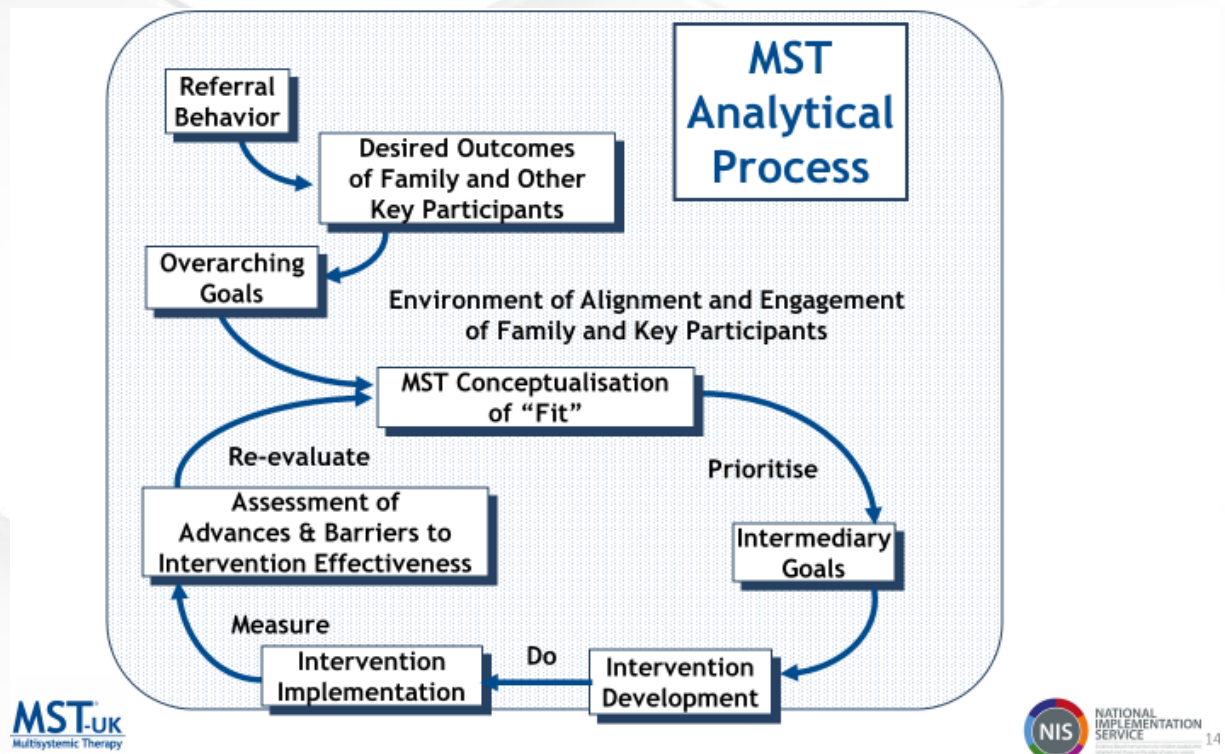 MST
Analytical
Process
Referral
Behavior
Desired Outcomes
of Family and Other
Key Participants
Overarching
Goals
Environment of Alignment and Engagement
of Family and Key Participants
MST Conceptualisation
of “Fit”
Re-evaluate
Prioritise
Assessment of
Advances & Barriers to
Intervention Effectiveness
Intermediary
Goals
Measure
Do
Intervention
Implementation
Intervention
Development
MST-UK
Multisystemic Therapy
NIS
NATIONAL
IMPLEMENTATION
SERVICE
14